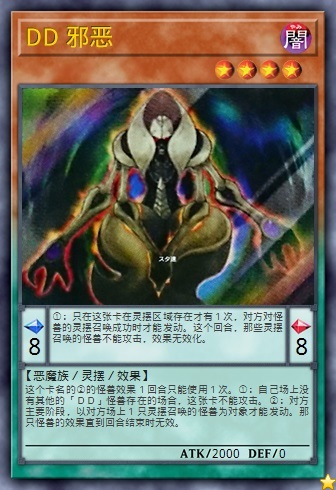 DD 邪恶
闇
①：只在这张卡在灵摆区域存在才有1次，对方对怪
兽的灵摆召唤成功时才能发动。这个回合，那些灵摆
召唤的怪兽不能攻击，效果无效化。
8
8
【恶魔族／灵摆／效果】
这个卡名的②的怪兽效果1回合只能使用1次。①：自己场上没
有其他的「DD」怪兽存在的场合，这张卡不能攻击。②：对方
主要阶段，以对方场上1只灵摆召唤的怪兽为对象才能发动。那
只怪兽的效果直到回合结束时无效。
ATK/2000 DEF/0